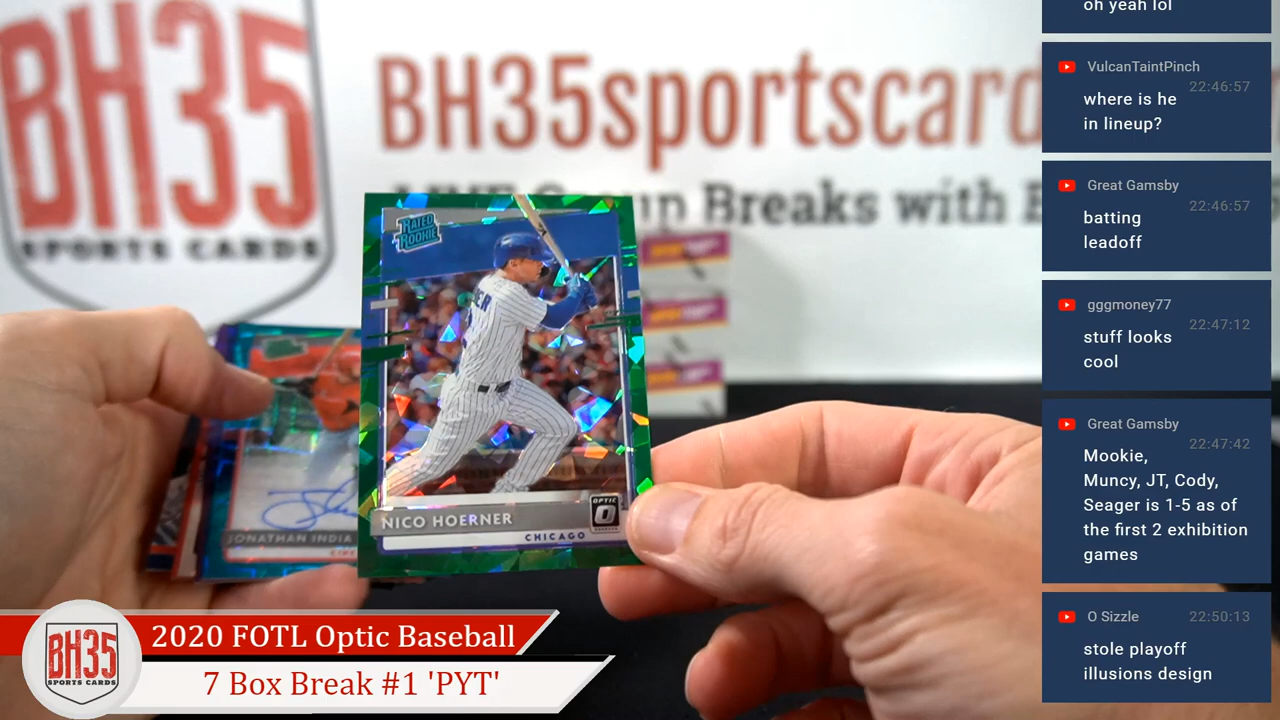 BH35
SPORTS CARDS
BH35sportscard
LIVE Group Breaks with
RATED
ROOKIE
NICO HOERNER
OPTIC
CHICAGO
JONATHAN INDIA
2020 FOTL Optic Baseball
7 Box Break #1 'PYT'
BH35
SPORTS CARDS
oh yeah lol
VulcanTaintPinch
22:46:57
where is he
in lineup?
Great Gamsby
22:46:57
batting
leadoff
gggmoney77
22:47:12
stuff looks
cool
Great Gamsby
22:47:42
Mookie,
Muncy, JT, Cody,
Seager is 1-5 as of
the first 2 exhibition
games
O Sizzle
22:50:13
stole playoff
illusions design